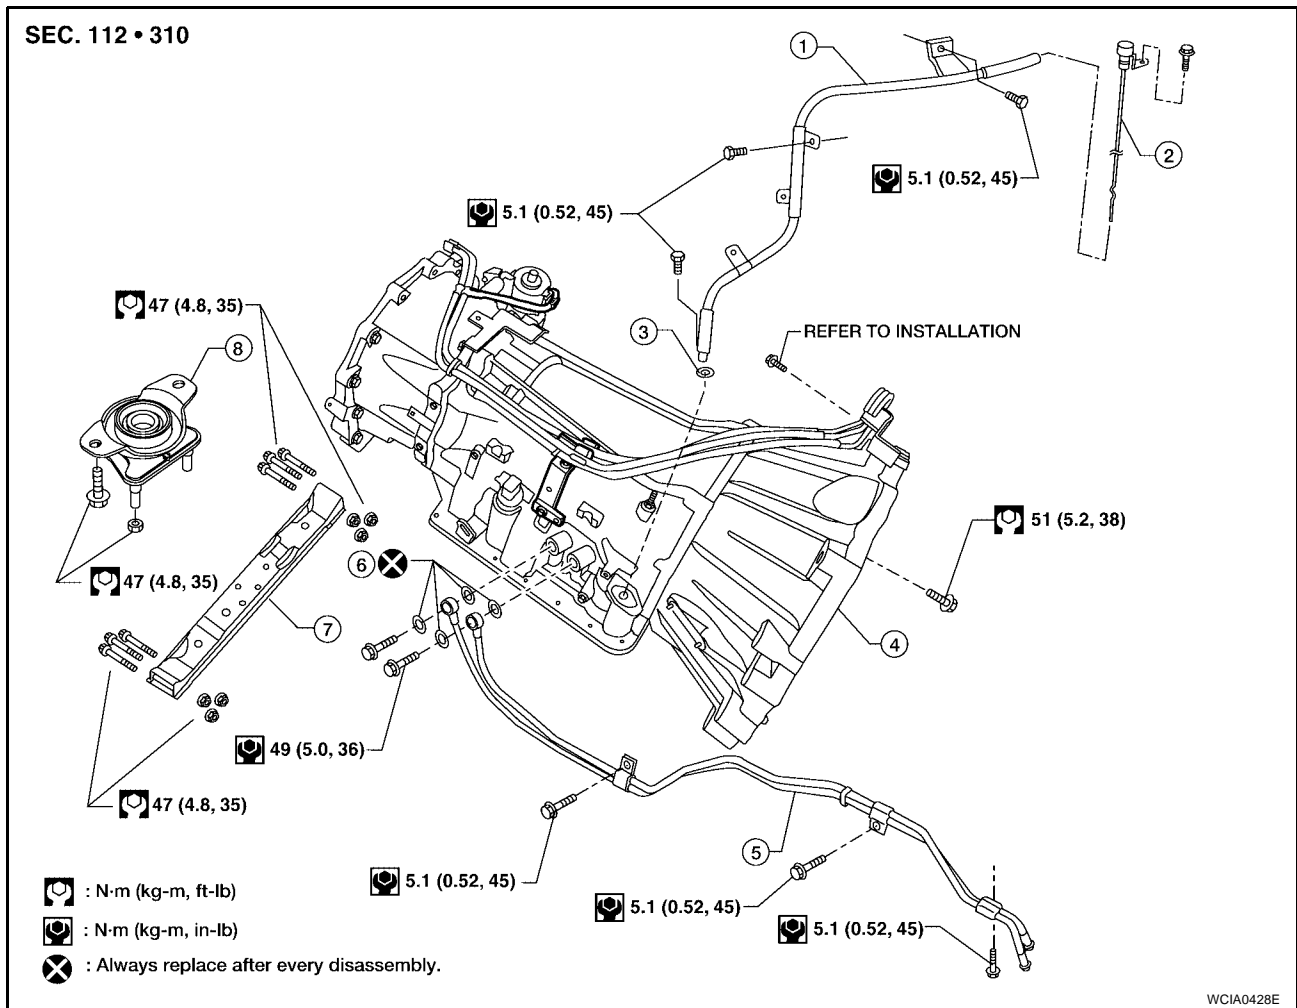 SEC. 112 • 310
1
2
5.1 (0.52, 45)
5.1 (0.52, 45)
47 (4.8, 35)
8
3
REFER TO INSTALLATION
51 (5.2, 38)
6
47 (4.8, 35)
7
4
49 (5.0, 36)
47 (4.8, 35)
5
5.1 (0.52, 45)
5.1 (0.52, 45)
5.1 (0.52, 45)
: N·m (kg-m, ft-lb)
: N·m (kg-m, in-lb)
: Always replace after every disassembly.
WCIA0428E